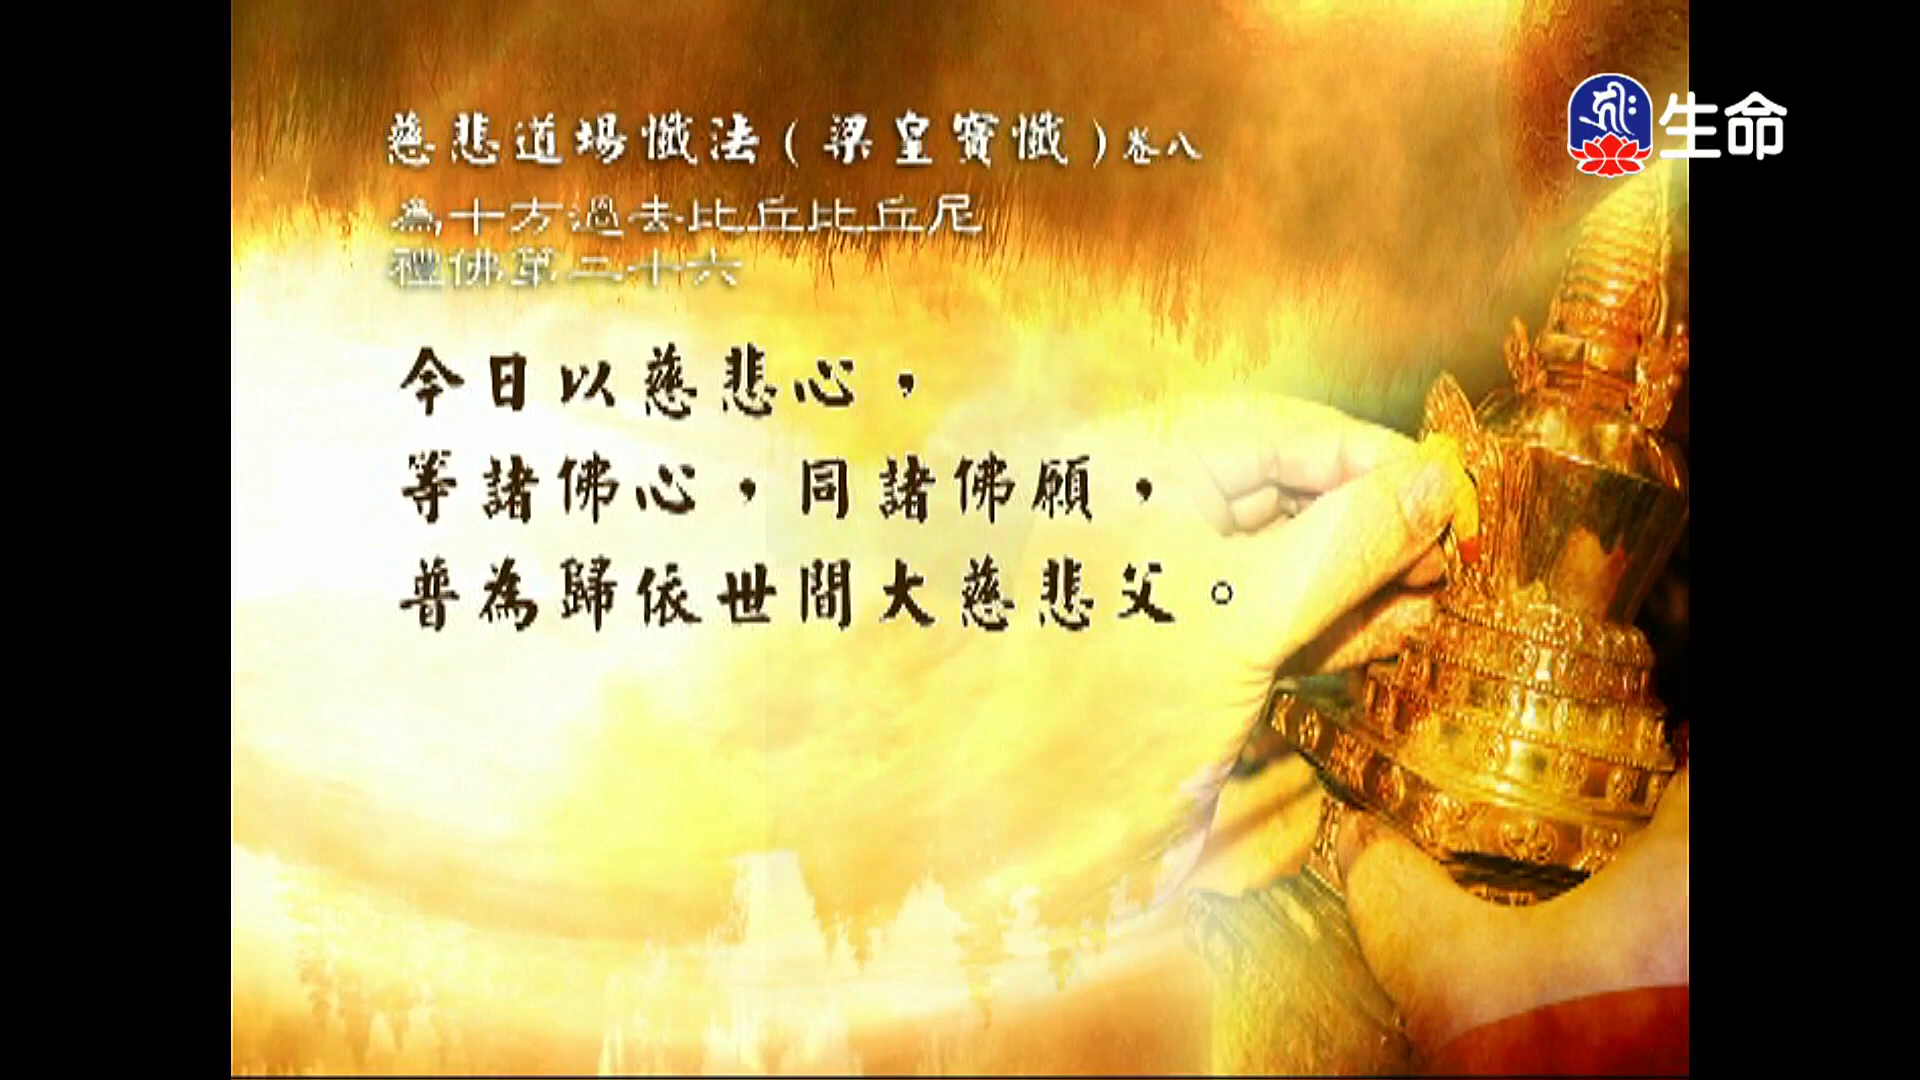 慈悲道場懺法(梁皇寶懺)卷八
為十方過去比丘比丘尼
禮佛第二十六
今日以慈悲心，
等諸佛心，同諸佛願，
普為歸依世間大慈悲父。
生命